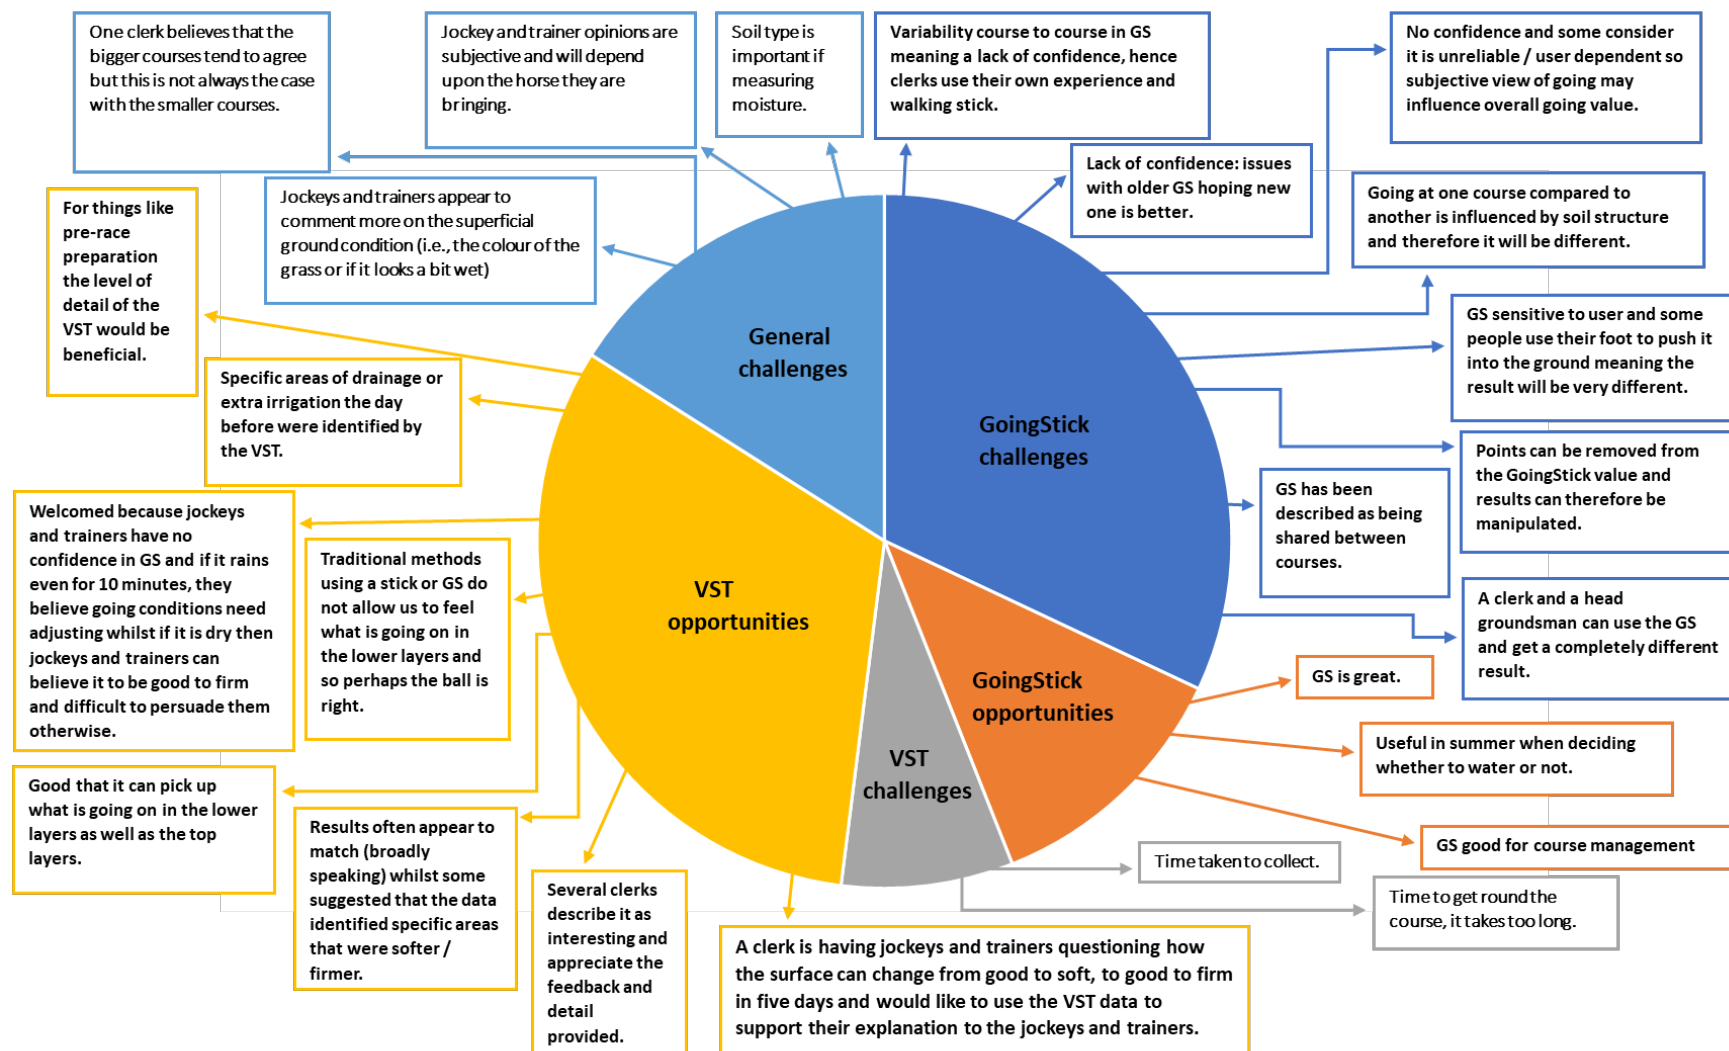 One clerk believes that the
bigger courses tend to agree
but this is not always the case
with the smaller courses.
Jockey and trainer opinions are
subjective and will depend
upon the horse they are
bringing.
Soil type is
important if
measuring
moisture.
Variability course to course in GS
meaning a lack of confidence, hence
clerks use their own experience and
walking stick.
No confidence and some consider
it is unreliable / user dependent so
subjective view of going may
influence overall going value.
Lack of confidence: issues
with older GS hoping new
one is better.
Jockeys and trainers appear to
comment more on the superficial
ground condition (i.e., the colour of the
grass or if it looks a bit wet)
Going at one course compared to
another is influenced by soil structure
and therefore it will be different.
For things like
pre-race
preparation
the level of
detail of the
VST would be
beneficial.
GS sensitive to user and some
people use their foot to push it
into the ground meaning the
result will be very different.
General
challenges
GoingStick
challenges
Specific areas of drainage or
extra irrigation the day
before were identified by
the VST.
Points can be removed from
the GoingStick value and
results can therefore be
manipulated.
GS has been
described as being
shared between
courses.
Welcomed because jockeys
and trainers have no
confidence in GS and if it rains
even for 10 minutes, they
believe going conditions need
adjusting whilst if it is dry then
jockeys and trainers can
believe it to be good to firm
and difficult to persuade them
otherwise.
Traditional methods
using a stick or GS do
not allow us to feel
what is going on in
the lower layers and
so perhaps the ball is
right.
VST
opportunities
A clerk and a head
groundsman can use the GS
and get a completely different
result.
GoingStick
opportunities
GS is great.
VST
challenges
Useful in summer when deciding
whether to water or not.
Good that it can pick up
what is going on in the lower
layers as well as the top
layers.
Results often appear to
match (broadly
speaking) whilst some
suggested that the data
identified specific areas
that were softer /
firmer.
GS good for course management
Time taken to collect.
Time to get round the
course, it takes too long.
Several clerks
describe it as
interesting and
appreciate the
feedback and
detail
provided.
A clerk is having jockeys and trainers questioning how
the surface can change from good to soft, to good to firm
in five days and would like to use the VST data to
support their explanation to the jockeys and trainers.